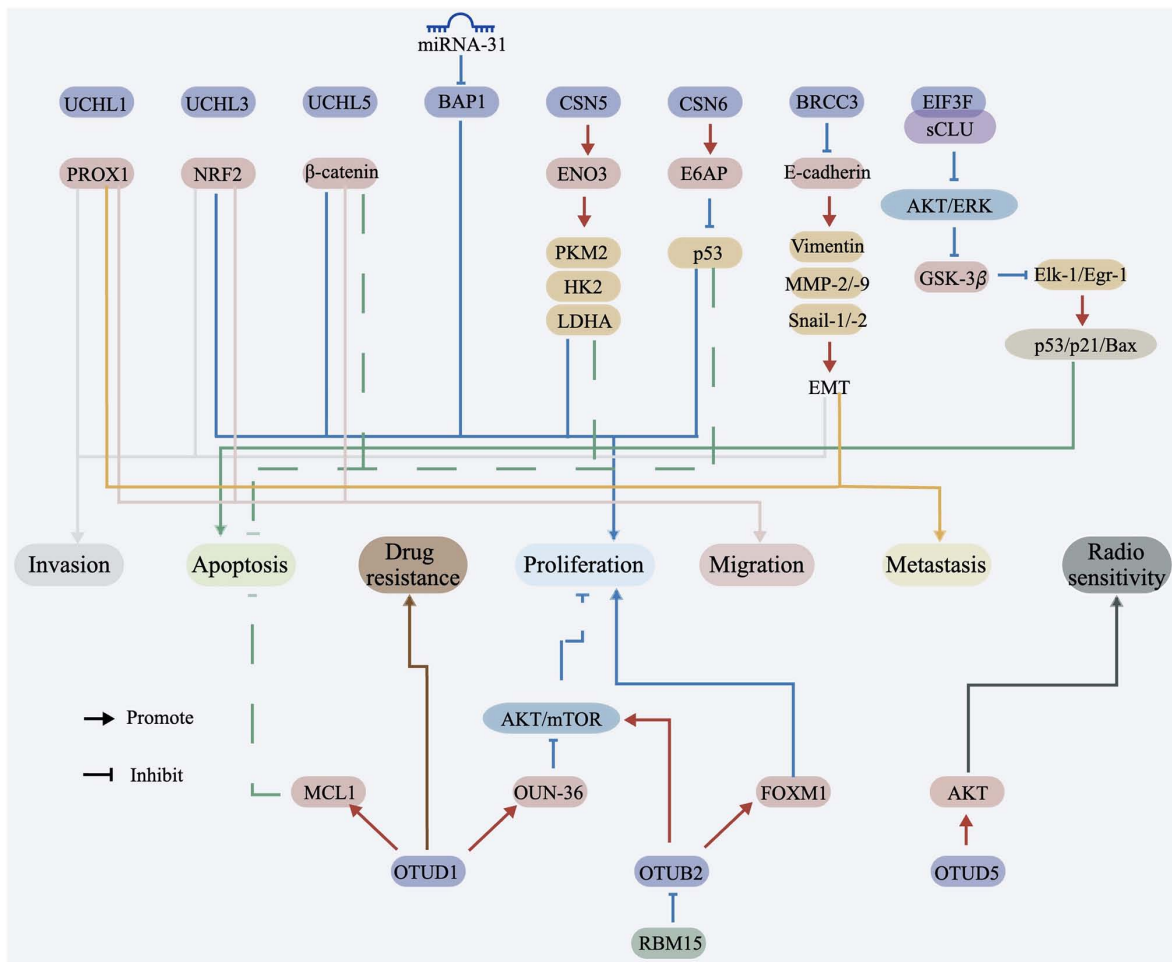 miRNA-31
UCHL1
UCHL3
UCHL5
BAP1
CSN5
CSN6
BRCC3
EIF3F
sCLU
PROX1
NRF2
β-catenin
ENO3
E6AP
E-cadherin
AKT/ERK
PKM2
HK2
LDHA
p53
Vimentin
MMP-2/-9
Snail-1/-2
EMT
GSK-3β
Elk-1/Egr-1
p53/p21/Bax
Invasion
Apoptosis
Drug
resistance
Proliferation
Migration
Metastasis
Radio
sensitivity
Promote
Inhibit
AKT/mTOR
MCL1
OUN-36
FOXM1
AKT
OTUD1
OTUB2
OTUD5
RBM15